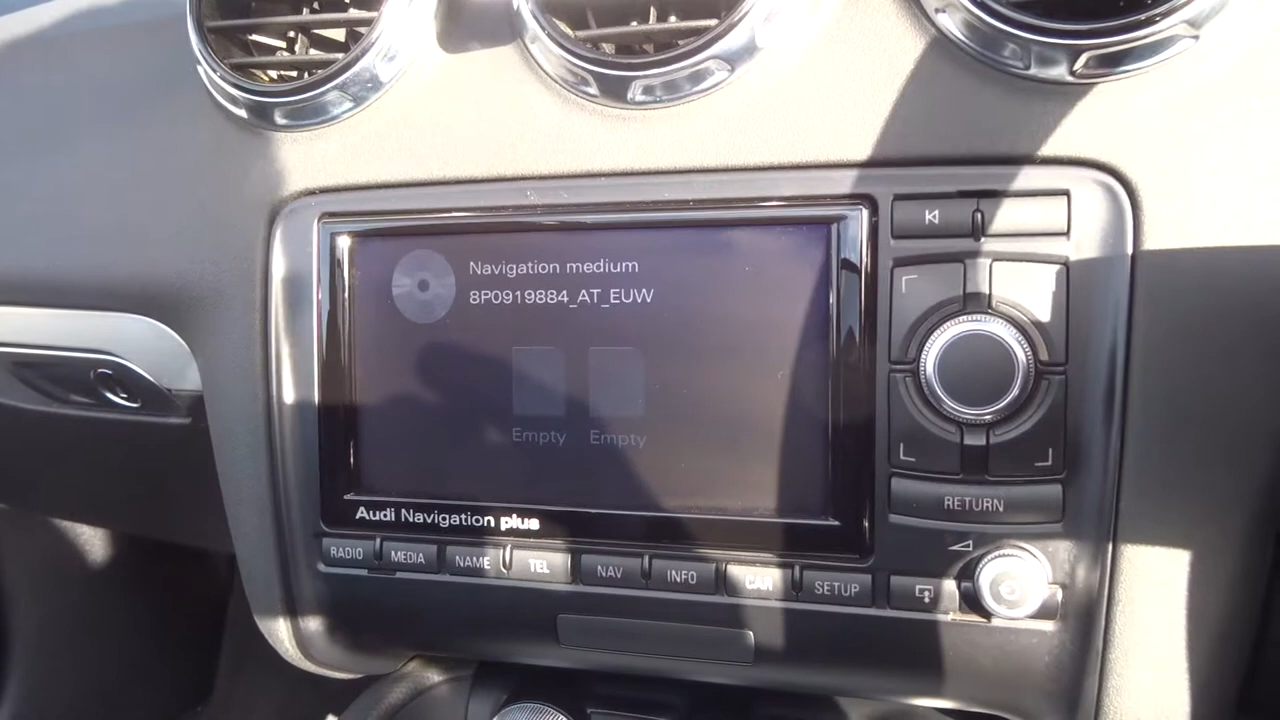 Navigation medium
8P0919884_AT_EUW
Empty Empty
Audi Navigation plus
RADIO MEDIA NAME TEL NAV INFO CAR SETUP
RETURN